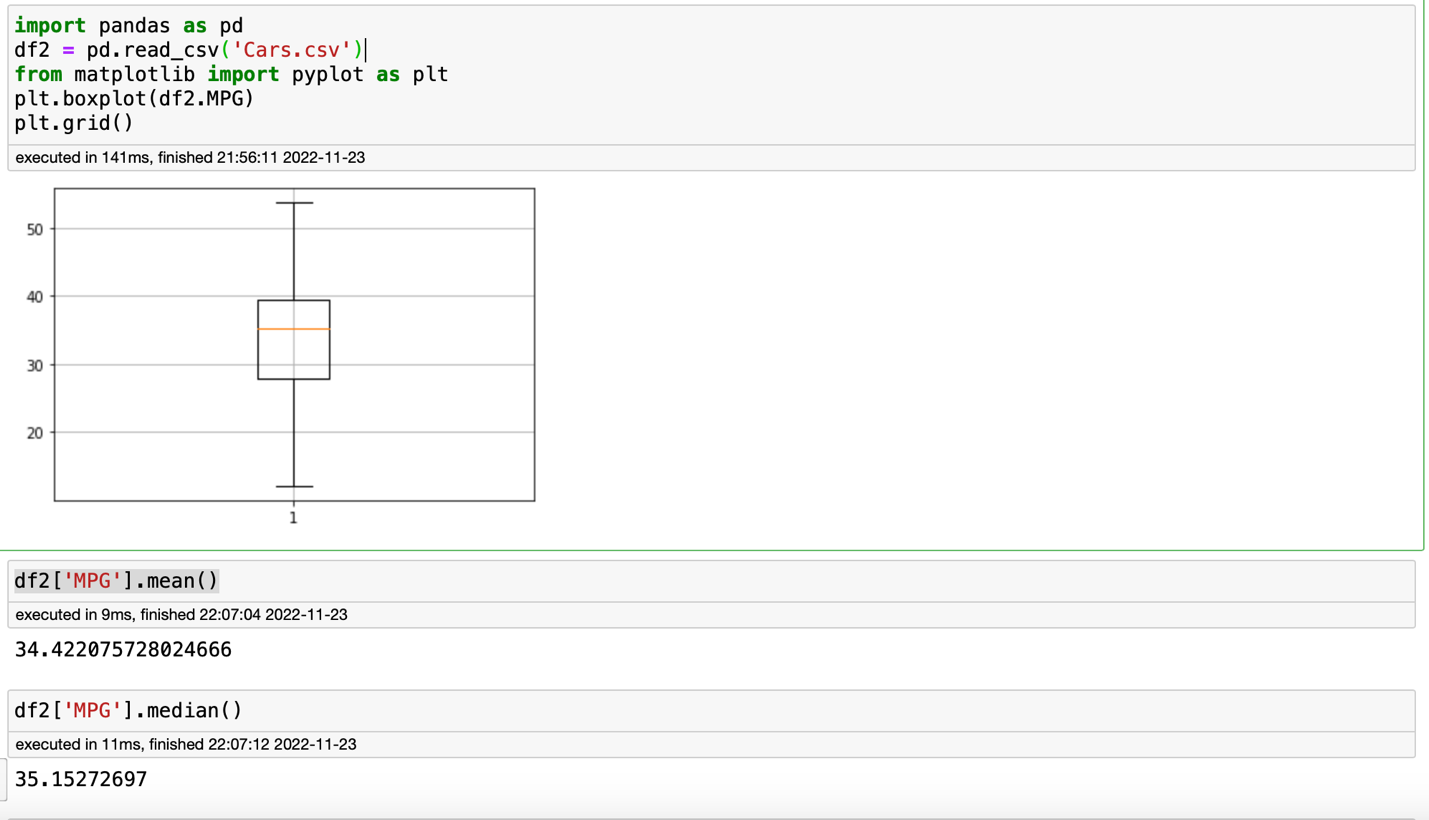 import pandas as pd
df2 = pd.read_csv('Cars.csv')
from matplotlib import pyplot as plt
plt.boxplot(df2.MPG)
plt.grid()
executed in 141ms, finished 21:56:11 2022-11-23
50
40
30
20
1
df2['MPG'].mean()
executed in 9ms, finished 22:07:04 2022-11-23
34.422075728024666
df2['MPG'].median()
executed in 11ms, finished 22:07:12 2022-11-23
35.15272697